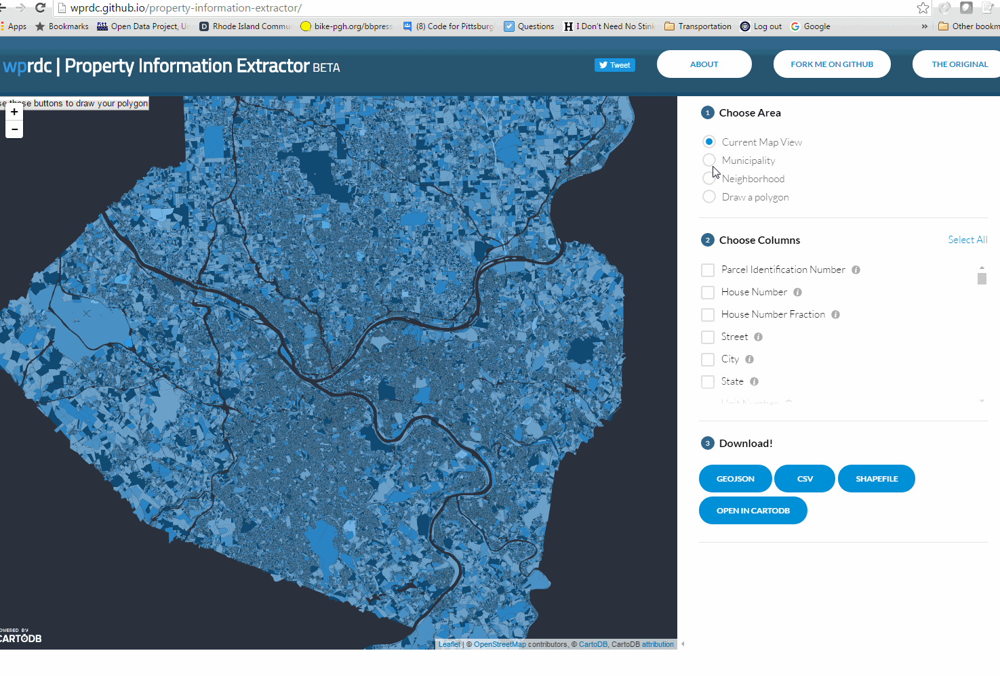 wprdc.github.io/property-information-extractor/
Apps Bookmarks Pitt Open Data Project, Un D Rhode Island Commu bike-pgh.org/bbpress (8) Code for Pittsburg Questions H I Don't Need No Stink Transportation Log out G Google » Other bookm
wprdc | Property Information Extractor BETA
Tweet
ABOUT
FORK ME ON GITHUB
THE ORIGINAL
se these buttons to draw your polygon
+
−
1 Choose Area
Current Map View
Municipality
Neighborhood
Draw a polygon
2 Choose Columns Select All
Parcel Identification Number i
House Number i
House Number Fraction i
Street i
City i
State i
Unit Number
3 Download!
GEOJSON CSV SHAPEFILE
OPEN IN CARTODB
OWERED BY
CARTODB
Leaflet | © OpenStreetMap contributors, © CartoDB, CartoDB attribution